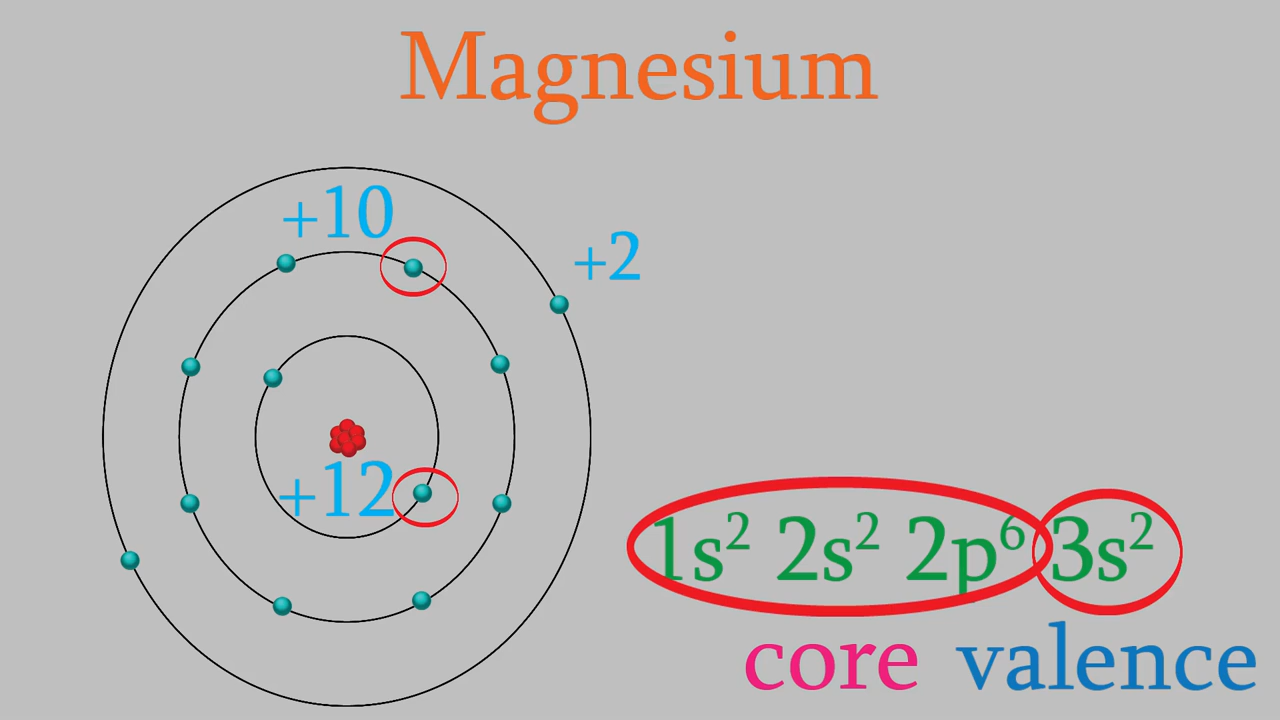 Magnesium
+10
+2
+12
1s² 2s² 2p⁶ 3s²
core valence